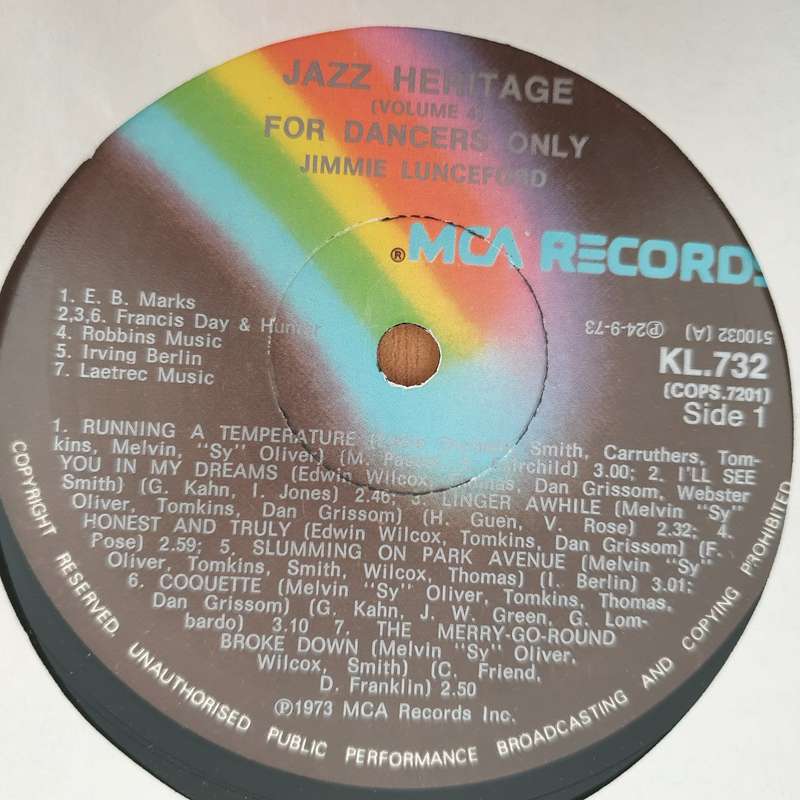 JAZZ HERITAGE
(VOLUME 4)
FOR DANCERS ONLY
JIMMIE LUNCEFORD
® MCA RECORDS
1. E. B. Marks
2,3,6. Francis Day & Hunter
4. Robbins Music
5. Irving Berlin
7. Laetrec Music
510032 (A) ℗24-9-73
KL.732
(COPS.7201)
Side 1
1. RUNNING A TEMPERATURE Smith, Carruthers, Tom-
kins, Melvin, "Sy" Oliver) (M. 3.00; 2. I'LL SEE
YOU IN MY DREAMS (Edwin Wilcox, Thomas, Dan Grissom, Webster
Smith) (G. Kahn, I. Jones) 2.46; 3. LINGER AWHILE (Melvin "Sy"
Oliver, Tomkins, Dan Grissom) (H. Guen, V. Rose) 2.32; 4.
HONEST AND TRULY (Edwin Wilcox, Tomkins, Dan Grissom) (F.
Pose) 2.59; 5. SLUMMING ON PARK AVENUE (Melvin "Sy"
Oliver, Tomkins, Smith, Wilcox, Thomas) (I. Berlin) 3.01;
6. COQUETTE (Melvin "Sy" Oliver, Tomkins, Thomas,
Dan Grissom) (G. Kahn, J. W. Green, G. Lom-
bardo) 3.10 7. THE MERRY-GO-ROUND
BROKE DOWN (Melvin "Sy" Oliver,
Wilcox, Smith) (C. Friend,
D. Franklin) 2.50
℗1973 MCA Records Inc.
COPYRIGHT RESERVED. UNAUTHORISED PUBLIC PERFORMANCE BROADCASTING AND COPYING PROHIBITED